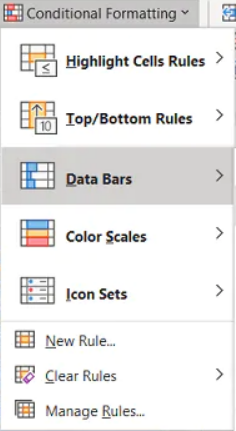 Conditional Formatting
Highlight Cells Rules
≤
Top/Bottom Rules
10
Data Bars
Color Scales
Icon Sets
New Rule...
Clear Rules
Manage Rules...